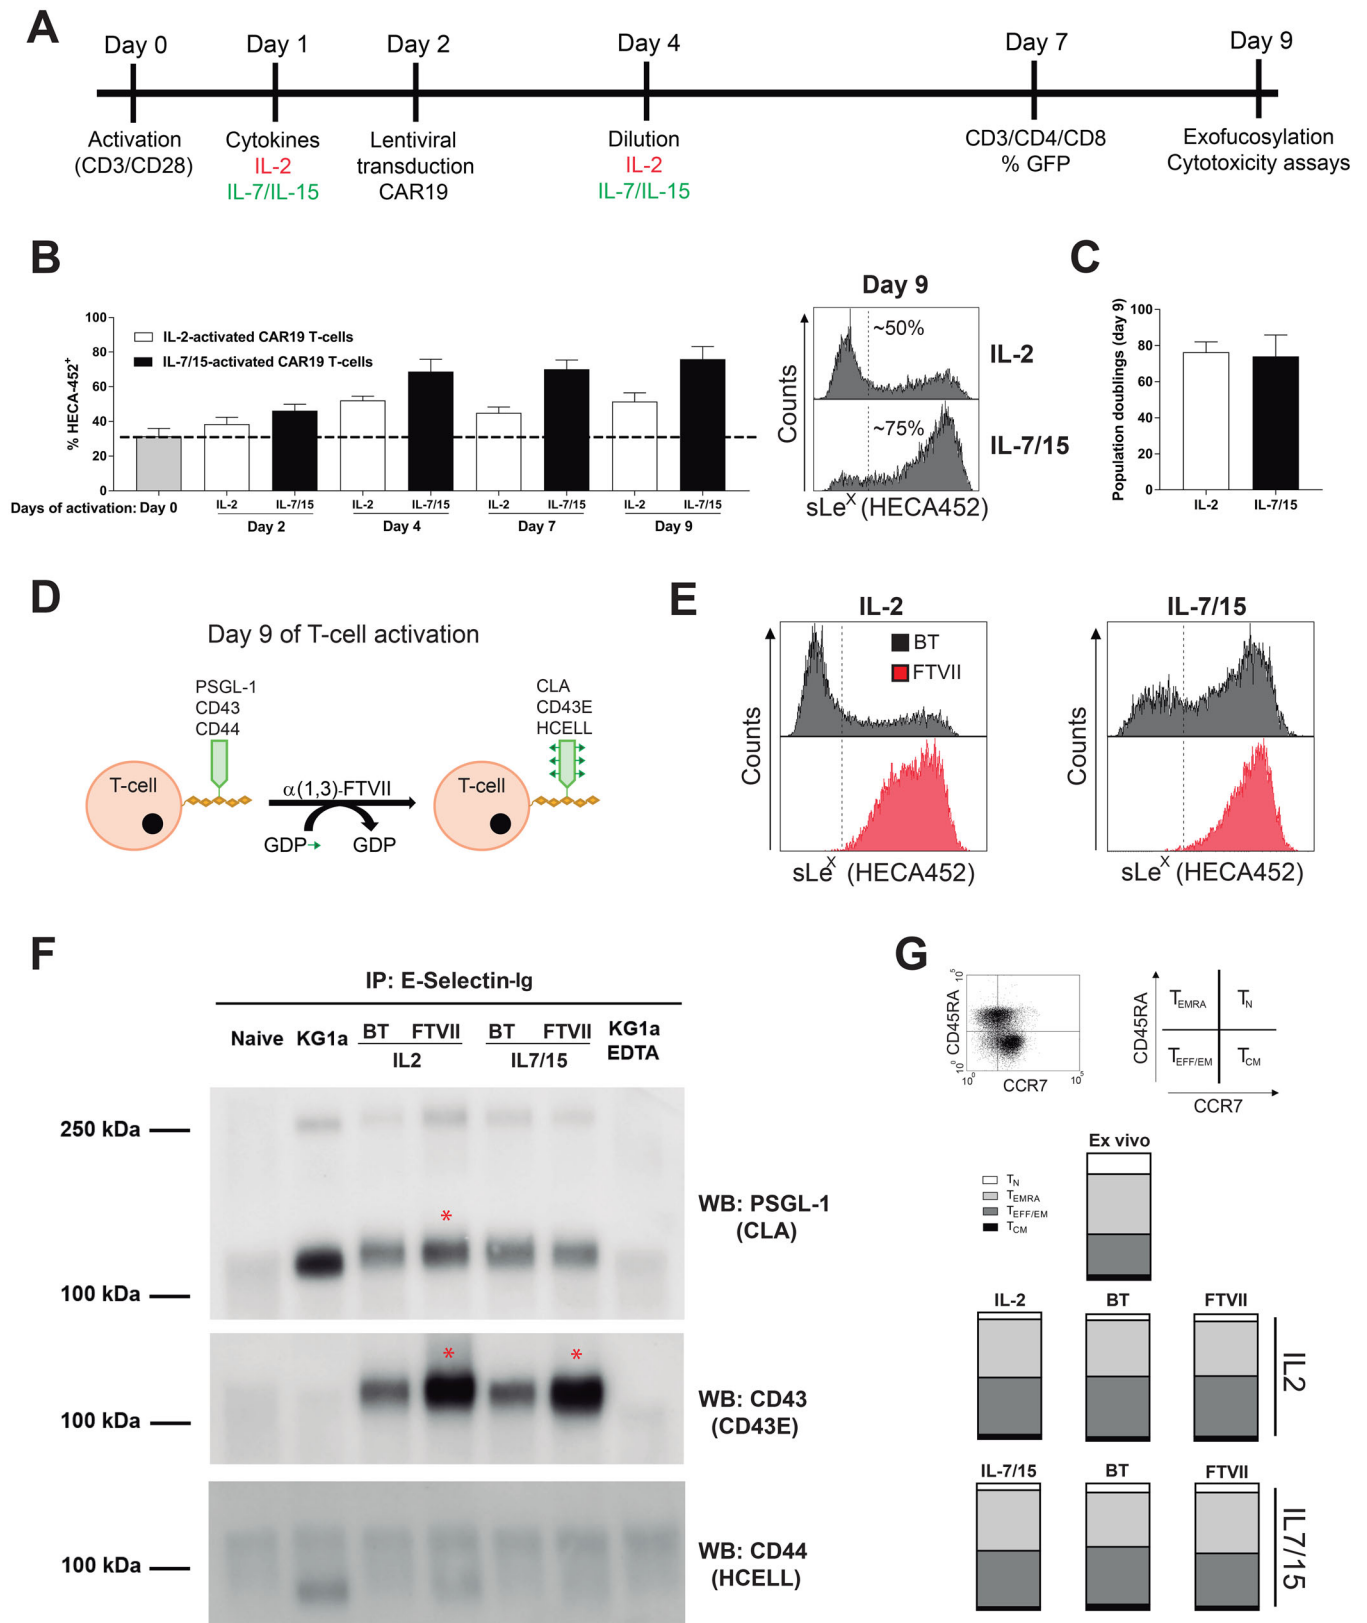 A
Day 0
Day 1
Day 2
Day 4
Day 7
Day 9
Activation
(CD3/CD28)
Cytokines
IL-2
IL-7/IL-15
Lentiviral
transduction
CAR19
Dilution
IL-2
IL-7/IL-15
CD3/CD4/CD8
% GFP
Exofucosylation
Cytotoxicity assays
B
% HECA-452+
100
80
60
40
20
0
IL-2-activated CAR19 T-cells
IL-7/15-activated CAR19 T-cells
Days of activation: Day 0
IL-2 IL-7/15 IL-2 IL-7/15 IL-2 IL-7/15 IL-2 IL-7/15
Day 2 Day 4 Day 7 Day 9
Day 9
~50%
IL-2
~75%
IL-7/15
Counts
sLeX (HECA452)
C
Population doublings (day 9)
100
80
60
40
20
0
IL-2 IL-7/15
D
Day 9 of T-cell activation
PSGL-1
CD43
CD44
T-cell
α(1,3)-FTVII
GDP
GDP
CLA
CD43E
HCELL
T-cell
E
IL-2
BT
FTVII
Counts
sLeX (HECA452)
IL-7/15
Counts
sLeX (HECA452)
F
IP: E-Selectin-Ig
Naive KG1a BT FTVII BT FTVII KG1a
EDTA
IL2 IL7/15
250 kDa
*
WB: PSGL-1
(CLA)
100 kDa
* *
100 kDa
WB: CD43
(CD43E)
100 kDa
WB: CD44
(HCELL)
G
CD45RA
10^5
10^0
10^0
10^5
CCR7
CD45RA
TEMRA TN
TEFF/EM TCM
CCR7
Ex vivo
TN
TEMRA
TEFF/EM
TCM
IL-2 BT FTVII
IL2
IL-7/15 BT FTVII
IL7/15